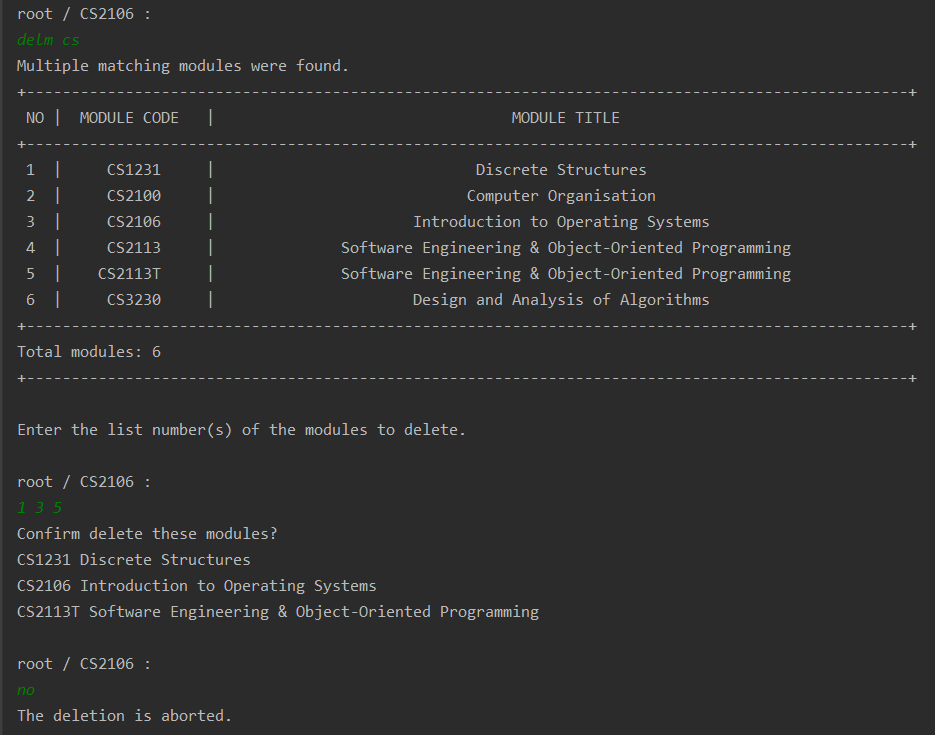 root / CS2106 :
delm cs
Multiple matching modules were found.
+--------------------------------------------------------------------------------------------------+
NO | MODULE CODE | MODULE TITLE
+--------------------------------------------------------------------------------------------------+
1 | CS1231 | Discrete Structures
2 | CS2100 | Computer Organisation
3 | CS2106 | Introduction to Operating Systems
4 | CS2113 | Software Engineering & Object-Oriented Programming
5 | CS2113T | Software Engineering & Object-Oriented Programming
6 | CS3230 | Design and Analysis of Algorithms
+--------------------------------------------------------------------------------------------------+
Total modules: 6
+--------------------------------------------------------------------------------------------------+
Enter the list number(s) of the modules to delete.
root / CS2106 :
1 3 5
Confirm delete these modules?
CS1231 Discrete Structures
CS2106 Introduction to Operating Systems
CS2113T Software Engineering & Object-Oriented Programming
root / CS2106 :
no
The deletion is aborted.